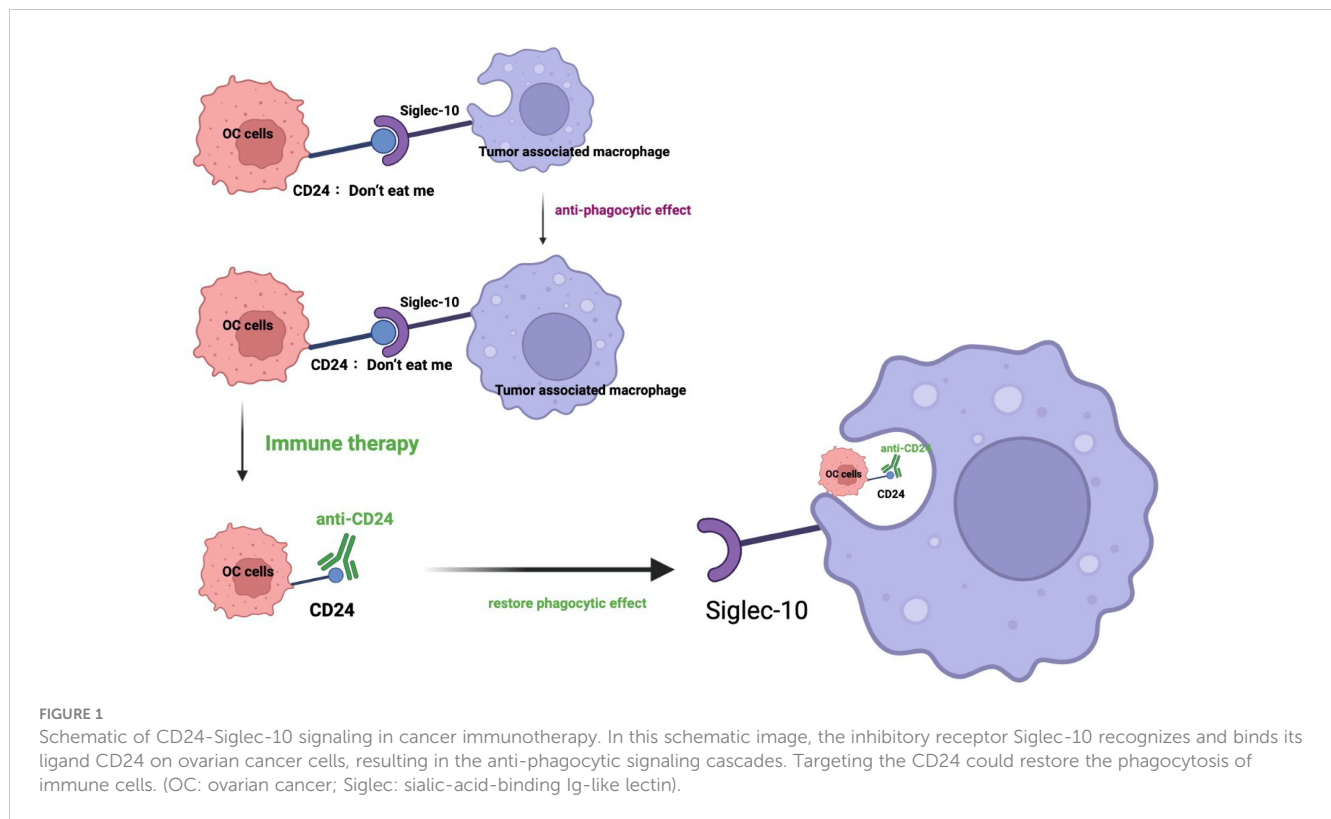 Siglec-10
OC cells
Tumor associated macrophage
CD24： Don't eat me
anti-phagocytic effect
Siglec-10
OC cells
CD24： Don't eat me
Tumor associated macrophage
Immune therapy
anti-CD24
OC cells
CD24
anti-CD24
OC cells
CD24
restore phagocytic effect
Siglec-10
FIGURE 1
Schematic of CD24-Siglec-10 signaling in cancer immunotherapy. In this schematic image, the inhibitory receptor Siglec-10 recognizes and binds its
ligand CD24 on ovarian cancer cells, resulting in the anti-phagocytic signaling cascades. Targeting the CD24 could restore the phagocytosis of
immune cells. (OC: ovarian cancer; Siglec: sialic-acid-binding Ig-like lectin).